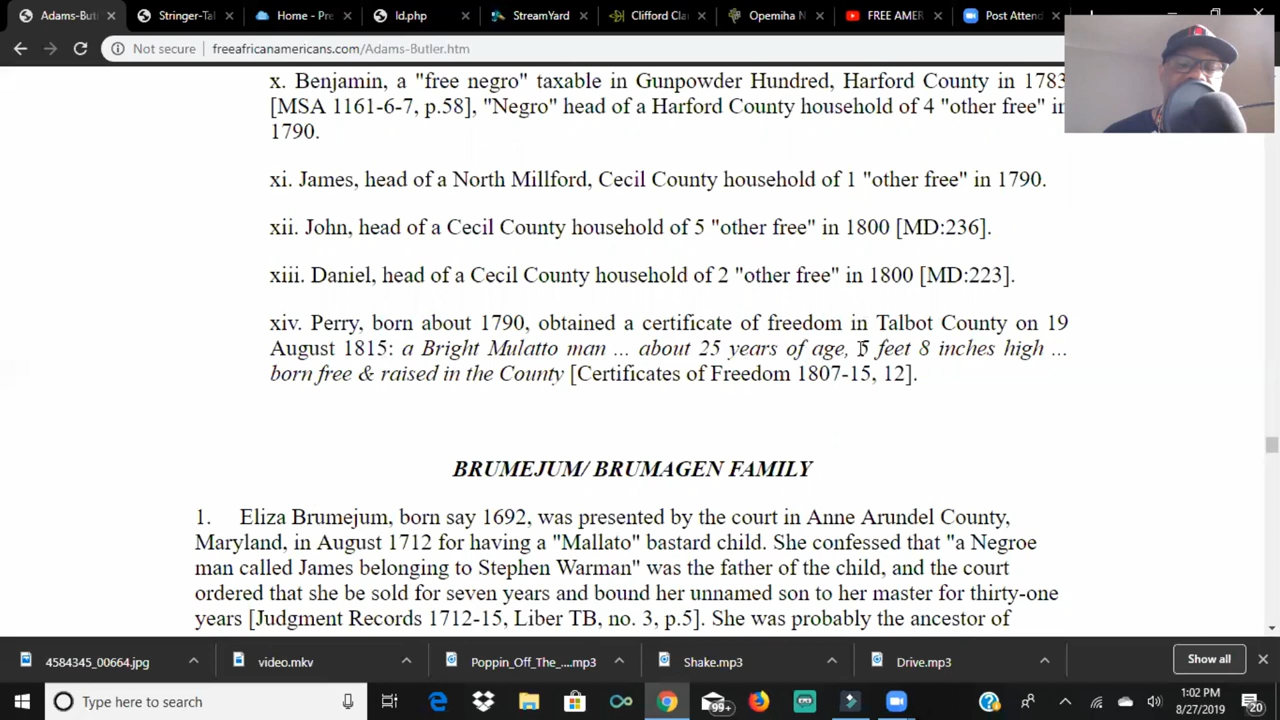 Adams-Bu
Stringer-Tal
Home - Pre
ld.php
StreamYard
Clifford Cla
Opemiha N
FREE AMER
Post Attend
Not secure
freeafricanamericans.com/Adams-Butler.htm
x. Benjamin, a "free negro" taxable in Gunpowder Hundred, Harford County in 1783
[MSA 1161-6-7, p.58], "Negro" head of a Harford County household of 4 "other free" in
1790.
xi. James, head of a North Millford, Cecil County household of 1 "other free" in 1790.
xii. John, head of a Cecil County household of 5 "other free" in 1800 [MD:236].
xiii. Daniel, head of a Cecil County household of 2 "other free" in 1800 [MD:223].
xiv. Perry, born about 1790, obtained a certificate of freedom in Talbot County on 19
August 1815: a Bright Mulatto man ... about 25 years of age, 5 feet 8 inches high ...
born free & raised in the County [Certificates of Freedom 1807-15, 12].
BRUMEJUM/ BRUMAGEN FAMILY
1. Eliza Brumejum, born say 1692, was presented by the court in Anne Arundel County,
Maryland, in August 1712 for having a "Mallato" bastard child. She confessed that "a Negroe
man called James belonging to Stephen Warman" was the father of the child, and the court
ordered that she be sold for seven years and bound her unnamed son to her master for thirty-one
years [Judgment Records 1712-15, Liber TB, no. 3, p.5]. She was probably the ancestor of
4584345_00664.jpg
video.mkv
Poppin_Off_The_....mp3
Shake.mp3
Drive.mp3
Show all
Type here to search
99+
1:02 PM
8/27/2019
20